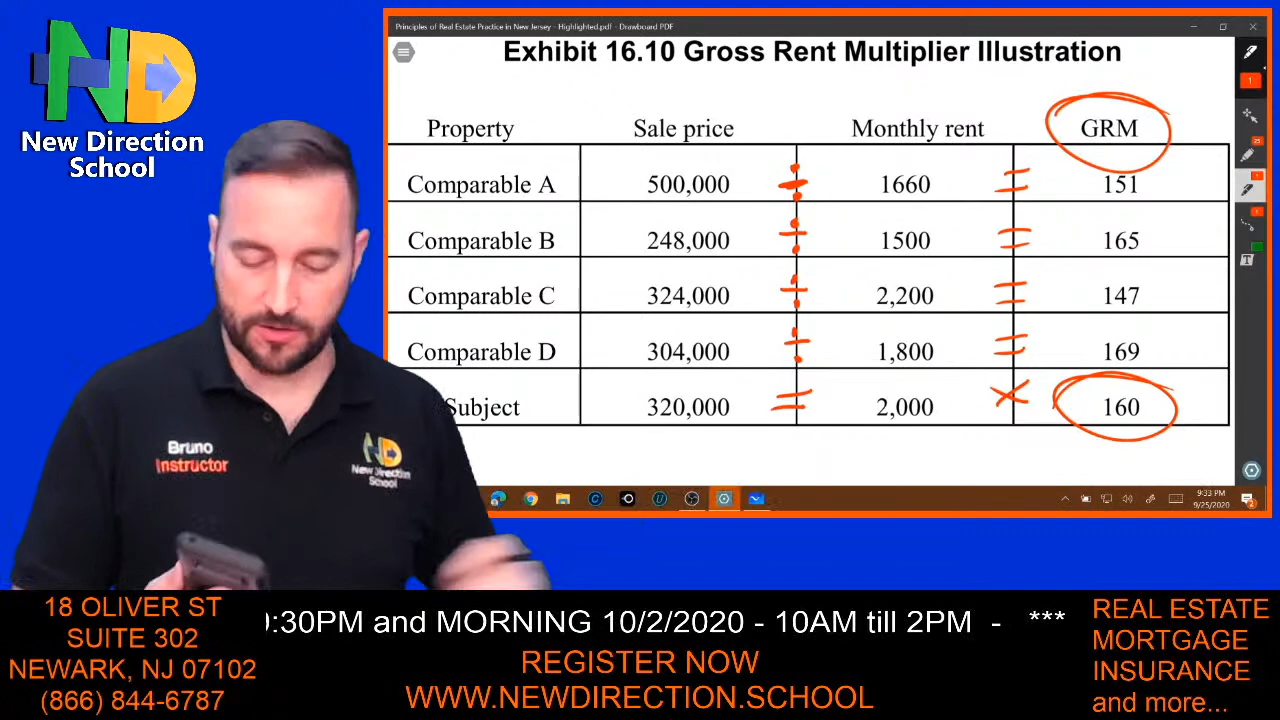 New Direction
School
Principles of Real Estate Practice in New Jersey - Highlighted.pdf - Drawboard PDF
Exhibit 16.10 Gross Rent Multiplier Illustration
Property Sale price Monthly rent GRM
Comparable A 500,000 ÷ 1660 = 151
Comparable B 248,000 ÷ 1500 = 165
Comparable C 324,000 ÷ 2,200 = 147
Comparable D 304,000 ÷ 1,800 = 169
Subject 320,000 = 2,000 × 160
Bruno
Instructor
New Direction
School
9:33 PM
9/25/2020
18 OLIVER ST
SUITE 302
NEWARK, NJ 07102
(866) 844-6787
:30PM and MORNING 10/2/2020 - 10AM till 2PM - ***
REGISTER NOW
WWW.NEWDIRECTION.SCHOOL
REAL ESTATE
MORTGAGE
INSURANCE
and more...